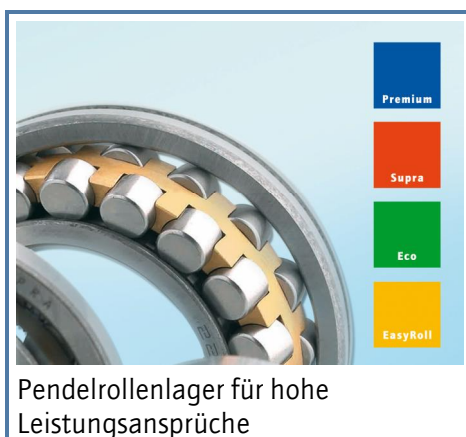 Premium
Supra
Eco
EasyRoll
Pendelrollenlager für hohe
Leistungsansprüche